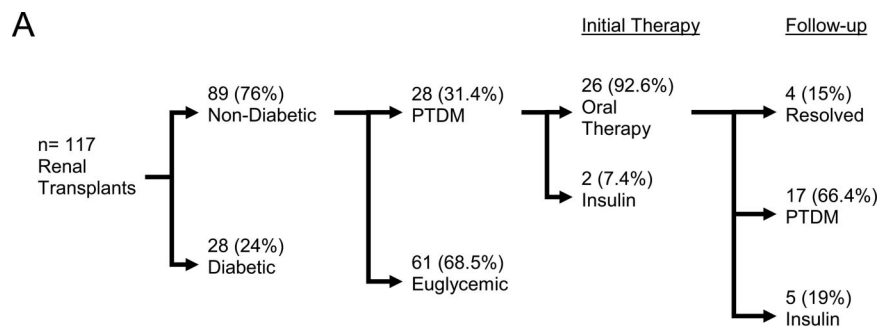 A
Initial Therapy
Follow-up
n= 117
Renal
Transplants
89 (76%)
Non-Diabetic
28 (24%)
Diabetic
28 (31.4%)
PTDM
61 (68.5%)
Euglycemic
26 (92.6%)
Oral
Therapy
2 (7.4%)
Insulin
4 (15%)
Resolved
17 (66.4%)
PTDM
5 (19%)
Insulin